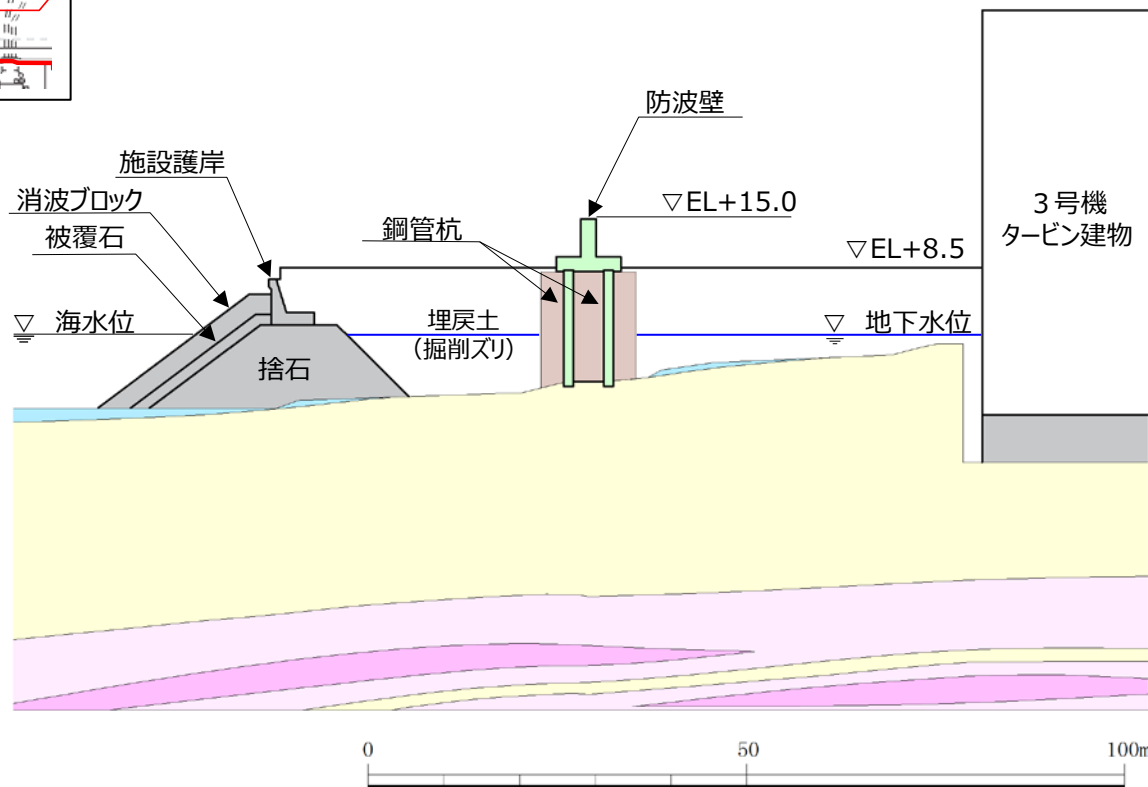 防波壁
施設護岸
▽EL+15.0
消波ブロック
3号機
タービン建物
被覆石
鋼管杭
▽EL+8.5
▽ 海水位
埋戻土
(掘削ズリ)
▽ 地下水位
捨石
0 50 100m